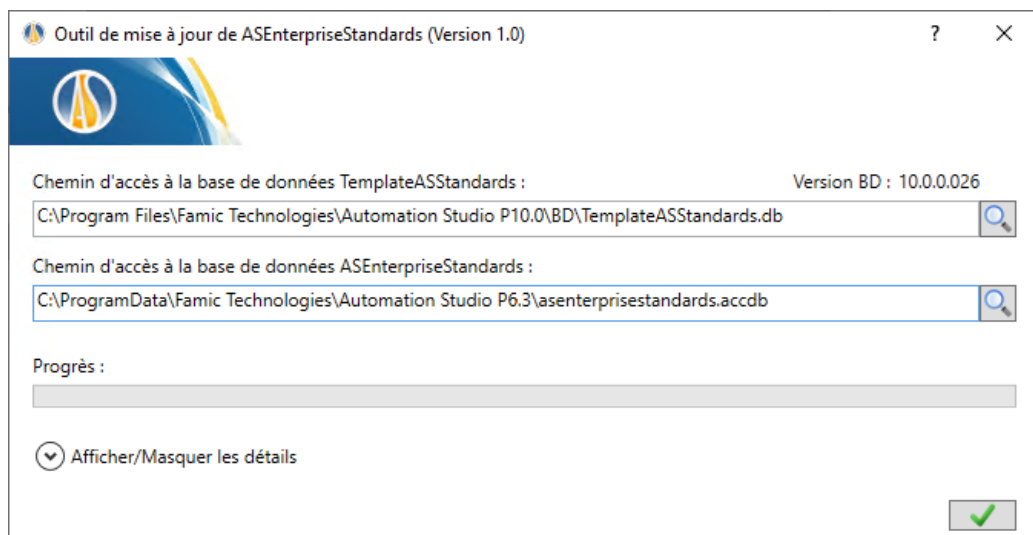 Outil de mise à jour de ASEnterpriseStandards (Version 1.0)
?
Chemin d'accès à la base de données TemplateASStandards :
Version BD : 10.0.0.026
C:\Program Files\Famic Technologies\Automation Studio P10.0\BD\TemplateASStandards.db
Chemin d'accès à la base de données ASEnterpriseStandards :
C:\ProgramData\Famic Technologies\Automation Studio P6.3\asenterprisestandards.accdb
Progrès :
Afficher/Masquer les détails